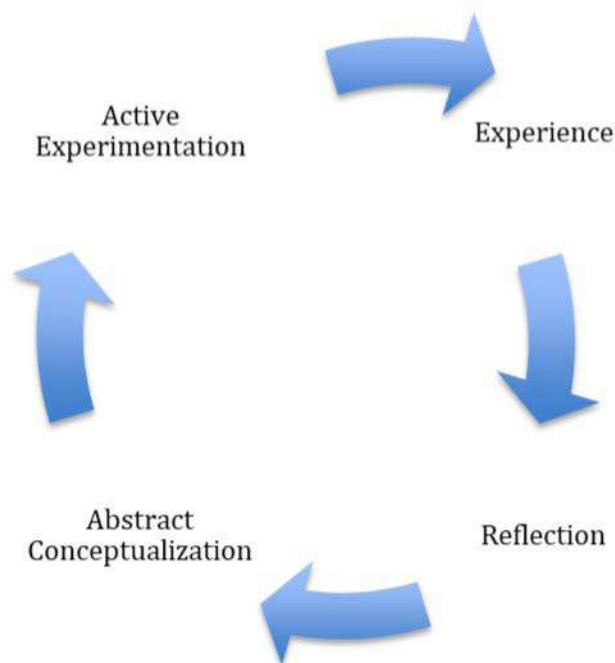 Active
Experimentation
Experience
Reflection
Abstract
Conceptualization